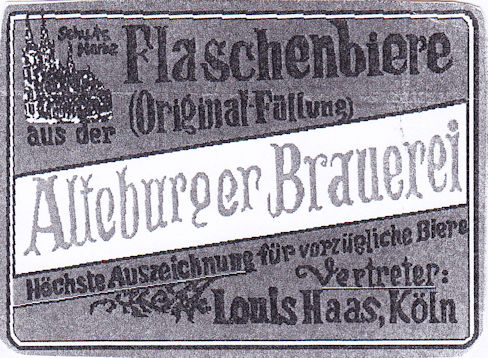 Schutz Marke
Flaschenbiere
(Original-Füllung)
aus der
Alteburger Brauerei
Höchste Auszeichnung für vorzügliche Biere
Vertreter:
Louis Haas, Köln